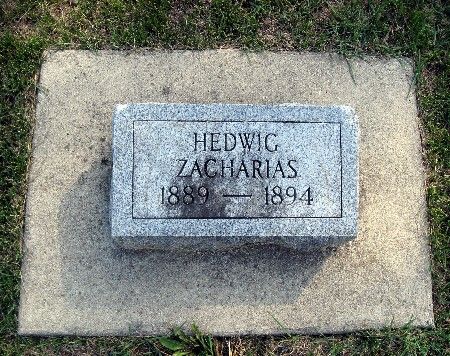 HEDWIG
ZACHARIAS
1889 — 1894